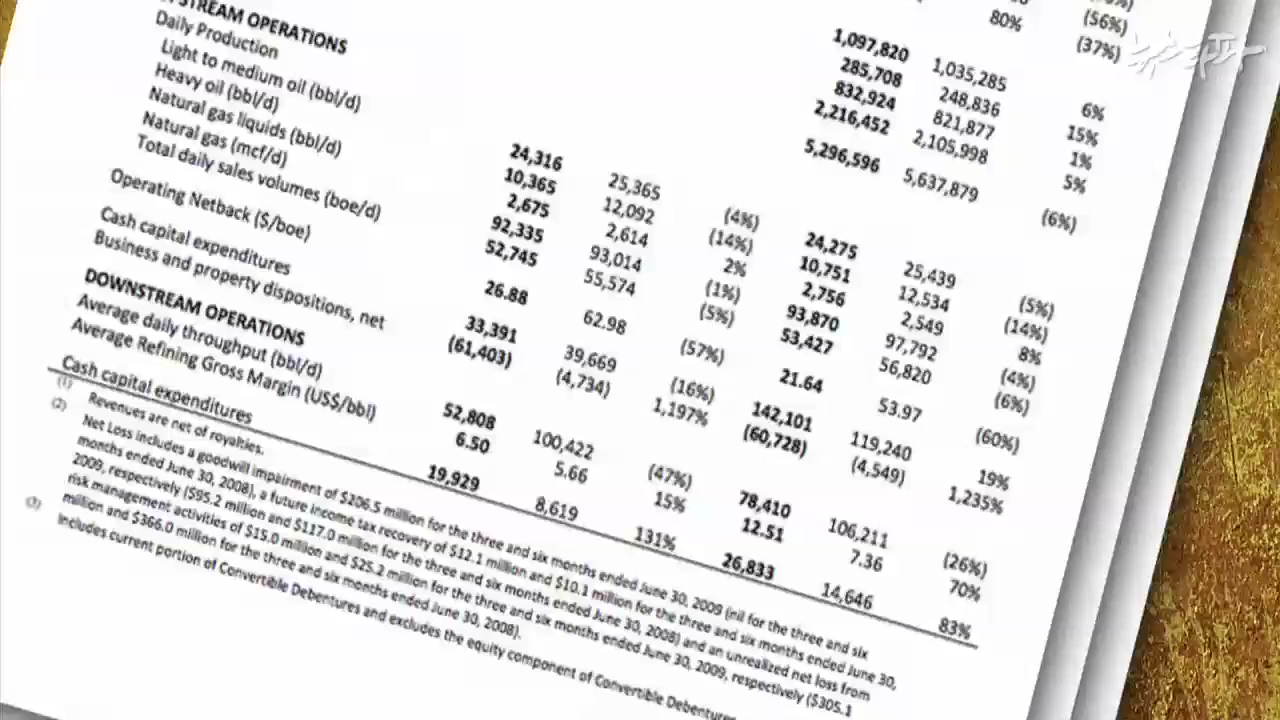 (56%)
80% (37%)
1,097,820 1,035,285 6%
285,708 248,836 15%
832,924 821,877 1%
2,216,452 2,105,998 5%
5,296,596 5,637,879 (6%)
STREAM OPERATIONS
Daily Production
Light to medium oil (bbl/d) 24,316 25,365 (4%) 24,275 25,439 (5%)
Heavy oil (bbl/d) 10,365 12,092 (14%) 10,751 12,534 (14%)
Natural gas liquids (bbl/d) 2,675 2,614 2% 2,756 2,549 8%
Natural gas (mcf/d) 92,335 93,014 (1%) 93,870 97,792 (4%)
Total daily sales volumes (boe/d) 52,745 55,574 (5%) 53,427 56,820 (6%)
Operating Netback ($/boe) 26.88 62.98 (57%) 21.64 53.97 (60%)
Cash capital expenditures 33,391 39,669 (16%) 142,101 119,240 19%
Business and property dispositions, net (61,403) (4,734) 1,197% (60,728) (4,549) 1,235%
DOWNSTREAM OPERATIONS
Average daily throughput (bbl/d) 52,808 100,422 (47%) 78,410 106,211 (26%)
Average Refining Gross Margin (US$/bbl) 6.50 5.66 15% 12.51 7.36 70%
Cash capital expenditures 19,929 8,619 131% 26,833 14,646 83%
(1) Revenues are net of royalties.
(2) Net Loss includes a goodwill impairment of $206.5 million for the three and six months ended June 30, 2009 (nil for the three and six
months ended June 30, 2008), a future income tax recovery of $12.1 million and $10.1 million for the three and six months ended June 30,
2009, respectively ($95.2 million and $117.0 million for the three and six months ended June 30, 2008) and an unrealized net loss from
risk management activities of $15.0 million and $25.2 million for the three and six months ended June 30, 2009, respectively ($305.1
million and $366.0 million for the three and six months ended June 30, 2008).
(3) Includes current portion of Convertible Debentures and excludes the equity component of Convertible Debentures
뉴스타파